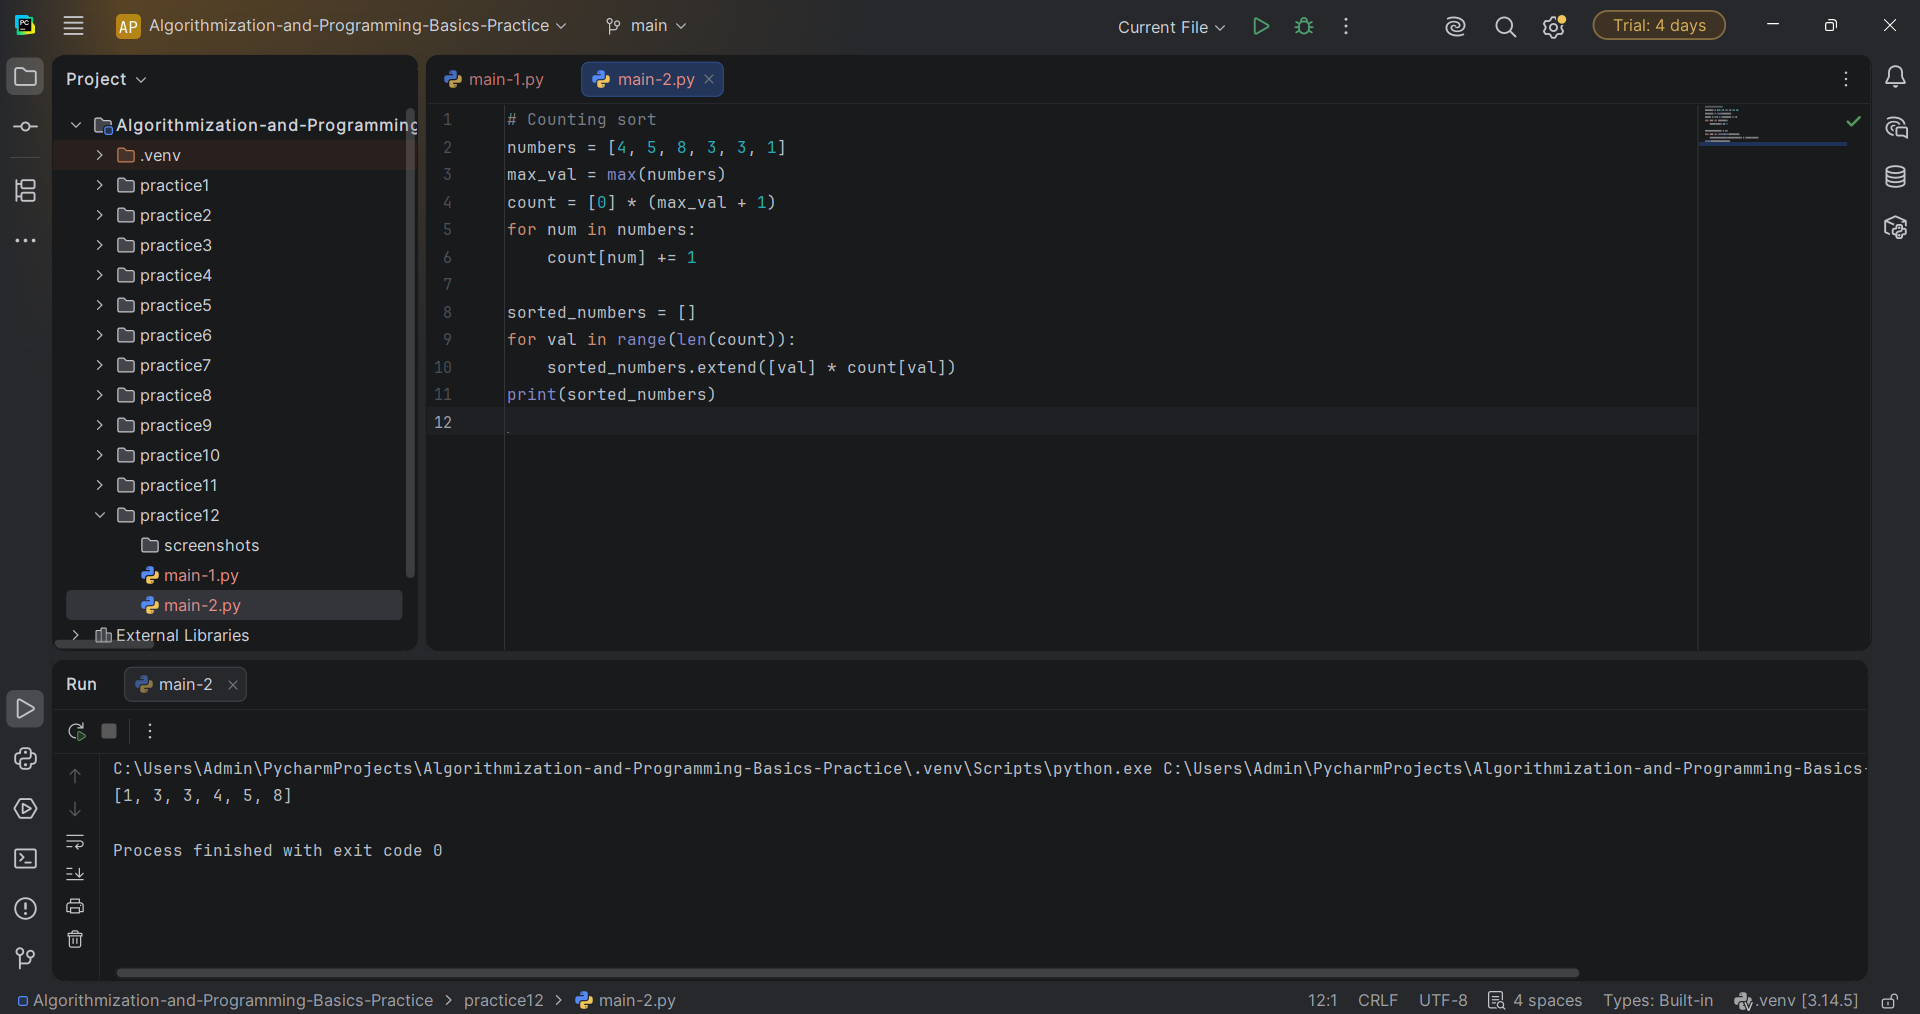 AP Algorithmization-and-Programming-Basics-Practice main Current File Trial: 4 days
Project
main-1.py main-2.py
Algorithmization-and-Programming
.venv
practice1
practice2
practice3
practice4
practice5
practice6
practice7
practice8
practice9
practice10
practice11
practice12
screenshots
main-1.py
main-2.py
External Libraries
1 # Counting sort
2 numbers = [4, 5, 8, 3, 3, 1]
3 max_val = max(numbers)
4 count = [0] * (max_val + 1)
5 for num in numbers:
6     count[num] += 1
7
8 sorted_numbers = []
9 for val in range(len(count)):
10     sorted_numbers.extend([val] * count[val])
11 print(sorted_numbers)
12
Run main-2
C:\Users\Admin\PycharmProjects\Algorithmization-and-Programming-Basics-Practice\.venv\Scripts\python.exe C:\Users\Admin\PycharmProjects\Algorithmization-and-Programming-Basics-
[1, 3, 3, 4, 5, 8]
Process finished with exit code 0
Algorithmization-and-Programming-Basics-Practice > practice12 > main-2.py 12:1 CRLF UTF-8 4 spaces Types: Built-in .venv [3.14.5]